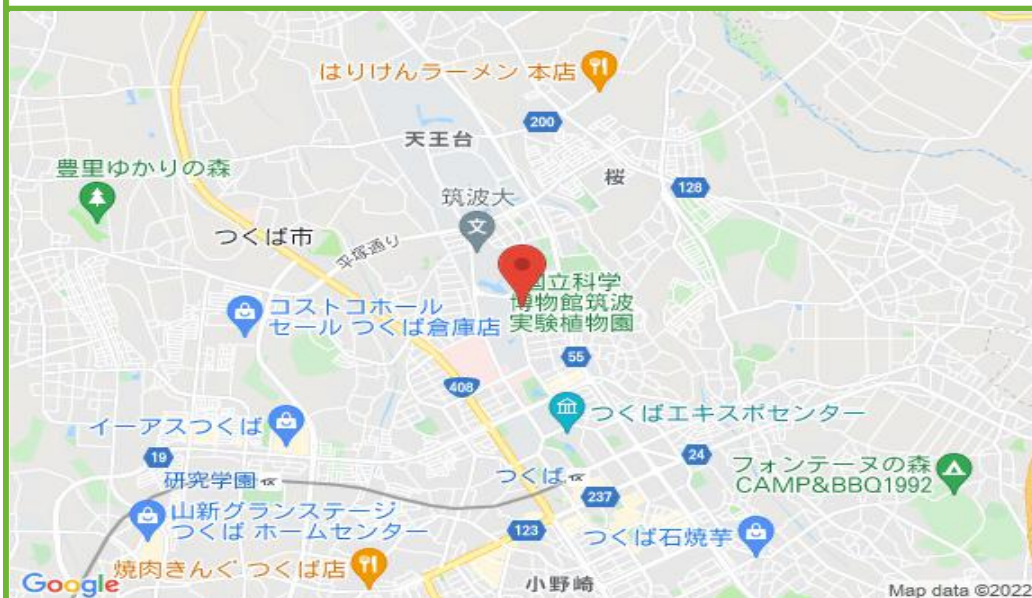 はりけんラーメン 本店
200
天王台
豊里ゆかりの森
桜
128
筑波大
文
つくば市
平塚通り
国立科学
博物館筑波
実験植物園
コストコホール
セール つくば倉庫店
55
408
イーアスつくば
つくばエキスポセンター
19
24
研究学園
つくば
フォンテーヌの森
CAMP&BBQ1992
237
山新グランステージ
つくば ホームセンター
123
つくば石焼芋
焼肉きんぐ つくば店
小野崎
Google
Map data ©2022